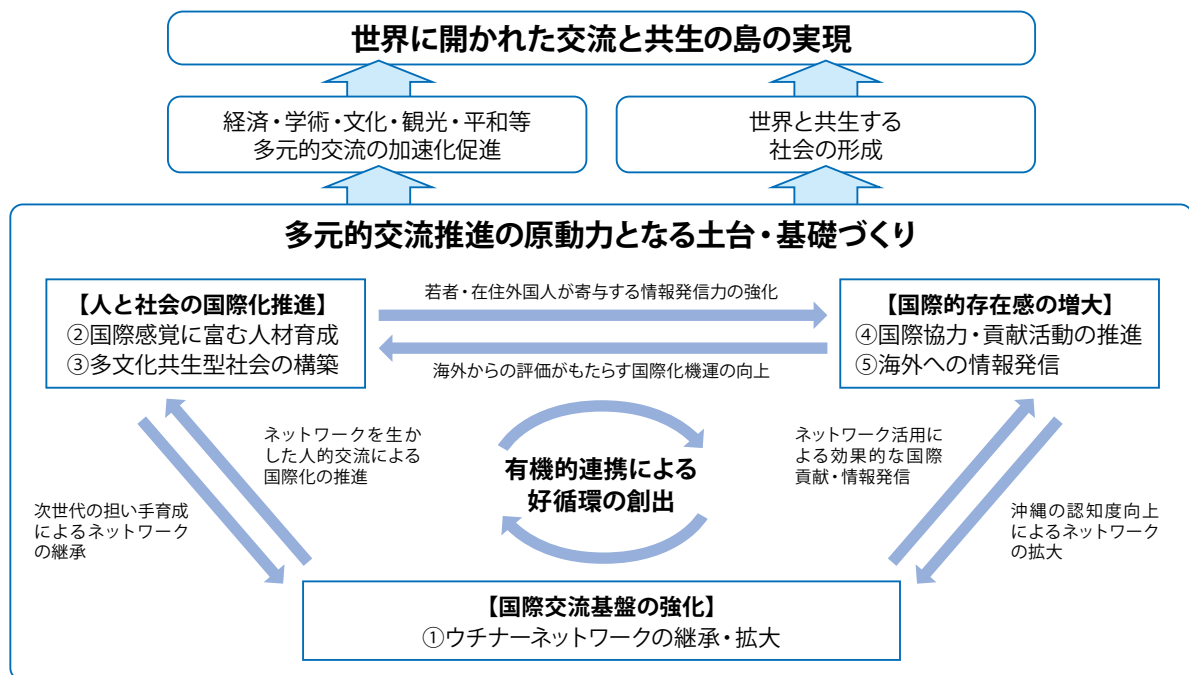 世界に開かれた交流と共生の島の実現
経済・学術・文化・観光・平和等
多元的交流の加速化促進
世界と共生する
社会の形成
多元的交流推進の原動力となる土台・基礎づくり
【人と社会の国際化推進】
②国際感覚に富む人材育成
③多文化共生型社会の構築
若者・在住外国人が寄与する情報発信力の強化
海外からの評価がもたらす国際化機運の向上
【国際的存在感の増大】
④国際協力・貢献活動の推進
⑤海外への情報発信
次世代の担い手育成
によるネットワーク
の継承
ネットワークを生か
した人的交流による
国際化の推進
有機的連携による
好循環の創出
ネットワーク活用に
よる効果的な国際
貢献・情報発信
沖縄の認知度向上
によるネットワーク
の拡大
【国際交流基盤の強化】
①ウチナーネットワークの継承・拡大